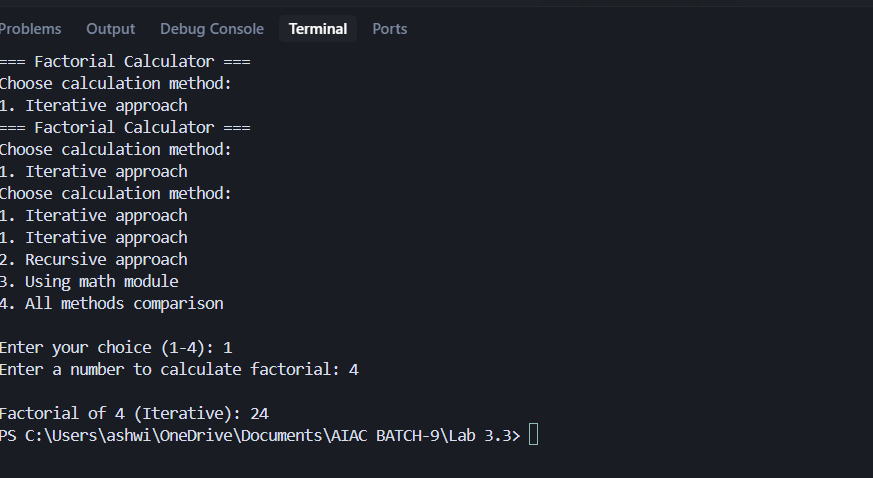 Problems Output Debug Console Terminal Ports
=== Factorial Calculator ===
Choose calculation method:
1. Iterative approach
=== Factorial Calculator ===
Choose calculation method:
1. Iterative approach
Choose calculation method:
1. Iterative approach
1. Iterative approach
2. Recursive approach
3. Using math module
4. All methods comparison
Enter your choice (1-4): 1
Enter a number to calculate factorial: 4
Factorial of 4 (Iterative): 24
PS C:\Users\ashwi\OneDrive\Documents\AIAC BATCH-9\Lab 3.3>